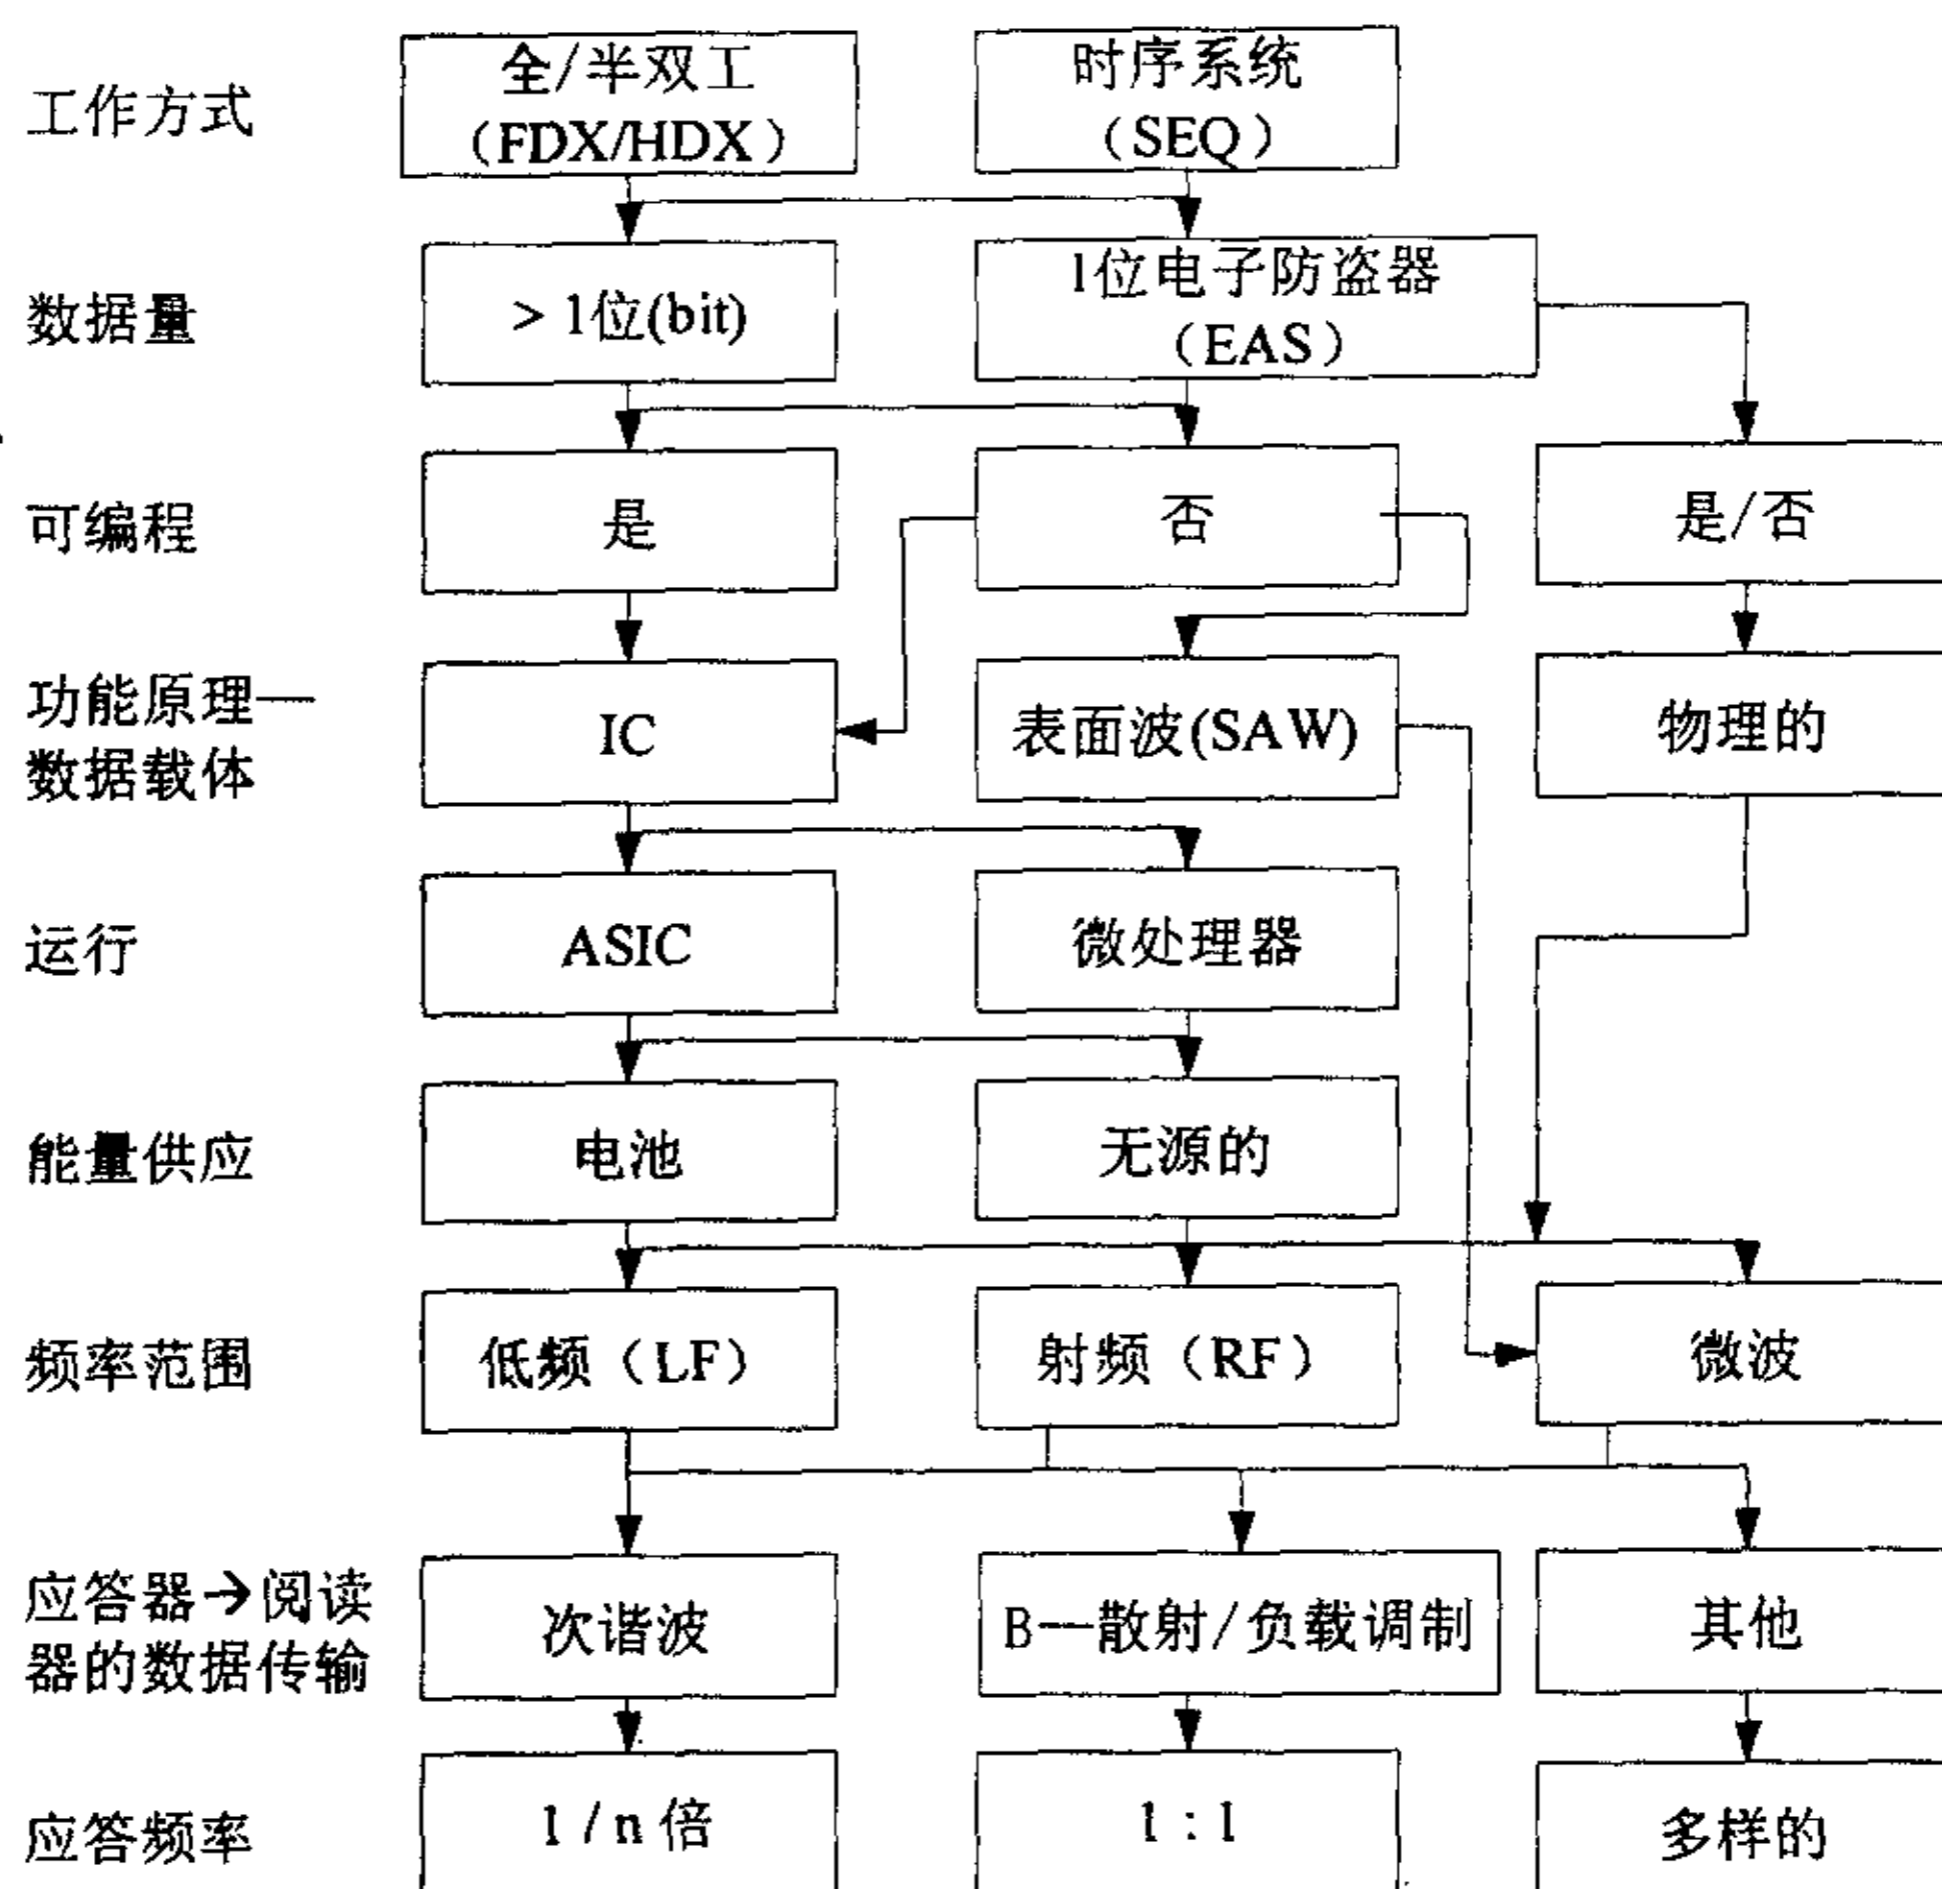 工作方式
全/半双工
（FDX/HDX）
时序系统
（SEQ）
数据量
> 1位(bit)
1位电子防盗器
（EAS）
可编程
是
否
是/否
功能原理—
数据载体
IC
表面波(SAW)
物理的
运行
ASIC
微处理器
能量供应
电池
无源的
频率范围
低频（LF）
射频（RF）
微波
应答器→阅读
器的数据传输
次谐波
B—散射/负载调制
其他
应答频率
1 / n 倍
1 : 1
多样的